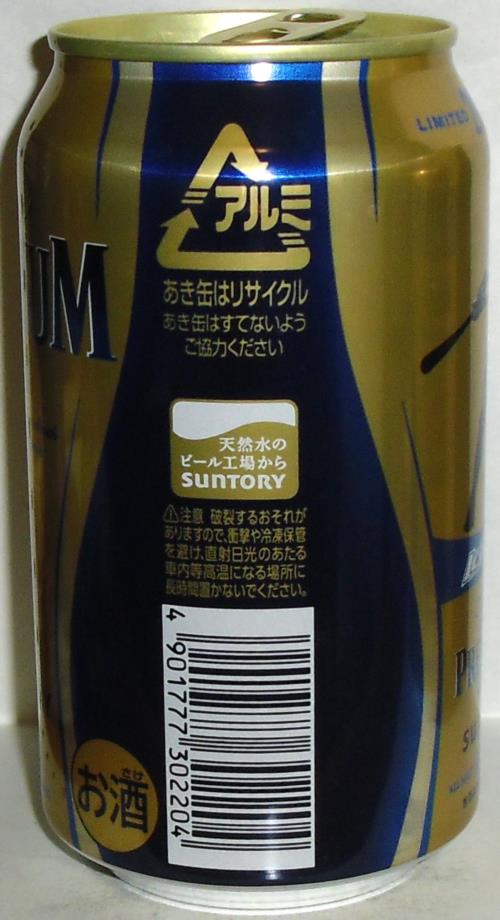 アルミ
あき缶はリサイクル
あき缶はすてないよう
ご協力ください
UM
LIMITED
天然水の
ビール工場から
SUNTORY
⚠注意 破裂するおそれが
ありますので、衝撃や冷凍保管
を避け、直射日光のあたる
車内等高温になる場所に
長時間置かないでください。
4 901777 302204
さけ
お酒
PR
SU